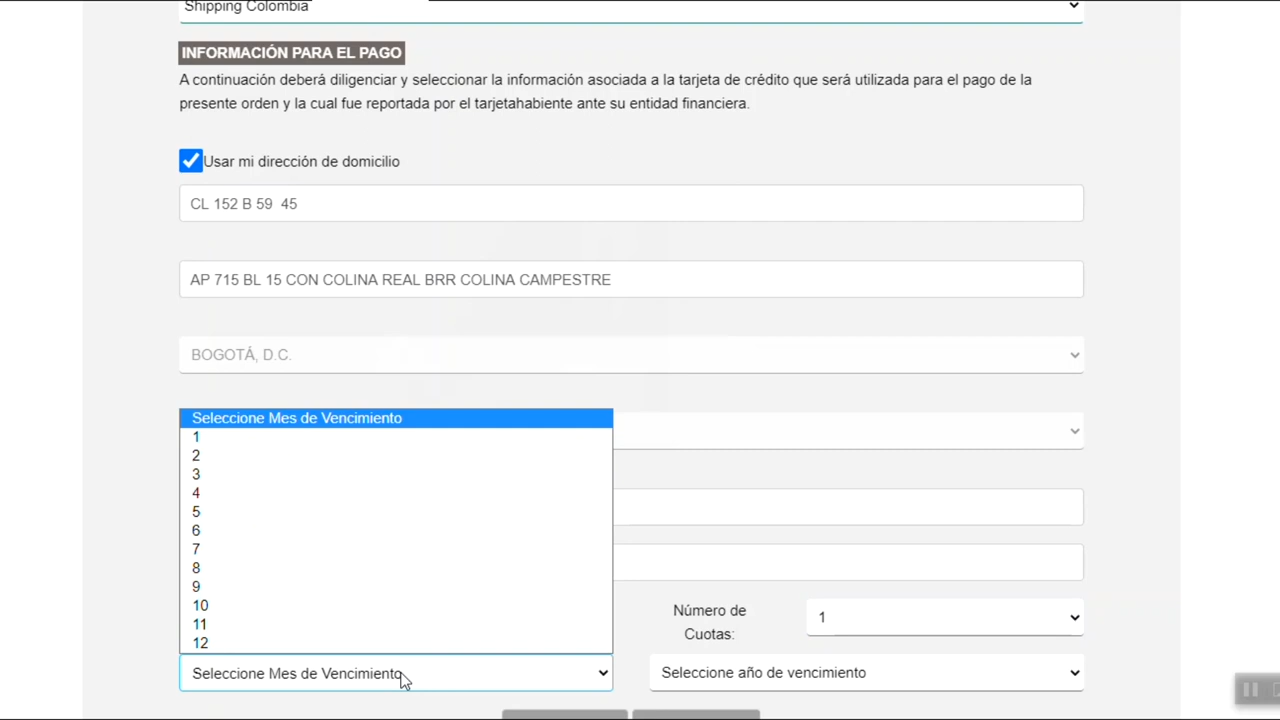 Shipping Colombia
INFORMACIÓN PARA EL PAGO
A continuación deberá diligenciar y seleccionar la información asociada a la tarjeta de crédito que será utilizada para el pago de la
presente orden y la cual fue reportada por el tarjetahabiente ante su entidad financiera.
Usar mi dirección de domicilio
CL 152 B 59  45
AP 715 BL 15 CON COLINA REAL BRR COLINA CAMPESTRE
BOGOTÁ, D.C.
Seleccione Mes de Vencimiento
1
2
3
4
5
6
7
8
9
10
11
12
Número de
Cuotas:
1
Seleccione Mes de Vencimiento
Seleccione año de vencimiento